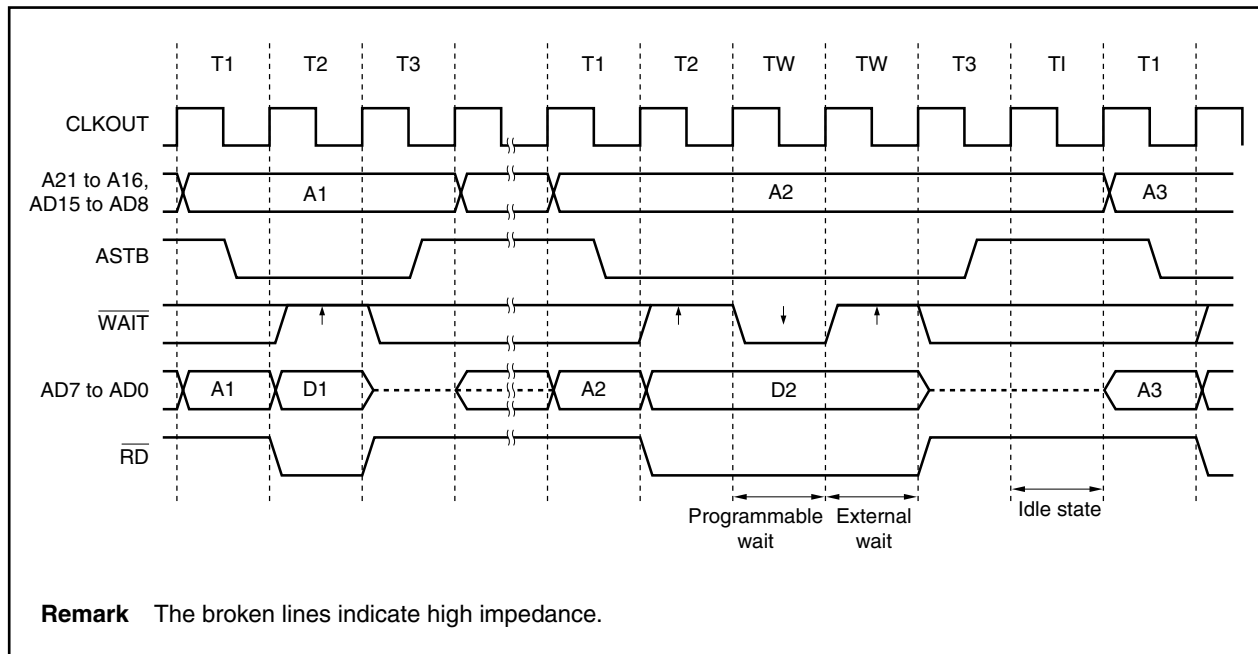 T1 T2 T3 T1 T2 TW TW T3 TI T1
CLKOUT
A21 to A16,
AD15 to AD8
A1 A2 A3
ASTB
WAIT
AD7 to AD0
A1 D1 A2 D2 A3
RD
Programmable
wait
External
wait
Idle state
Remark The broken lines indicate high impedance.